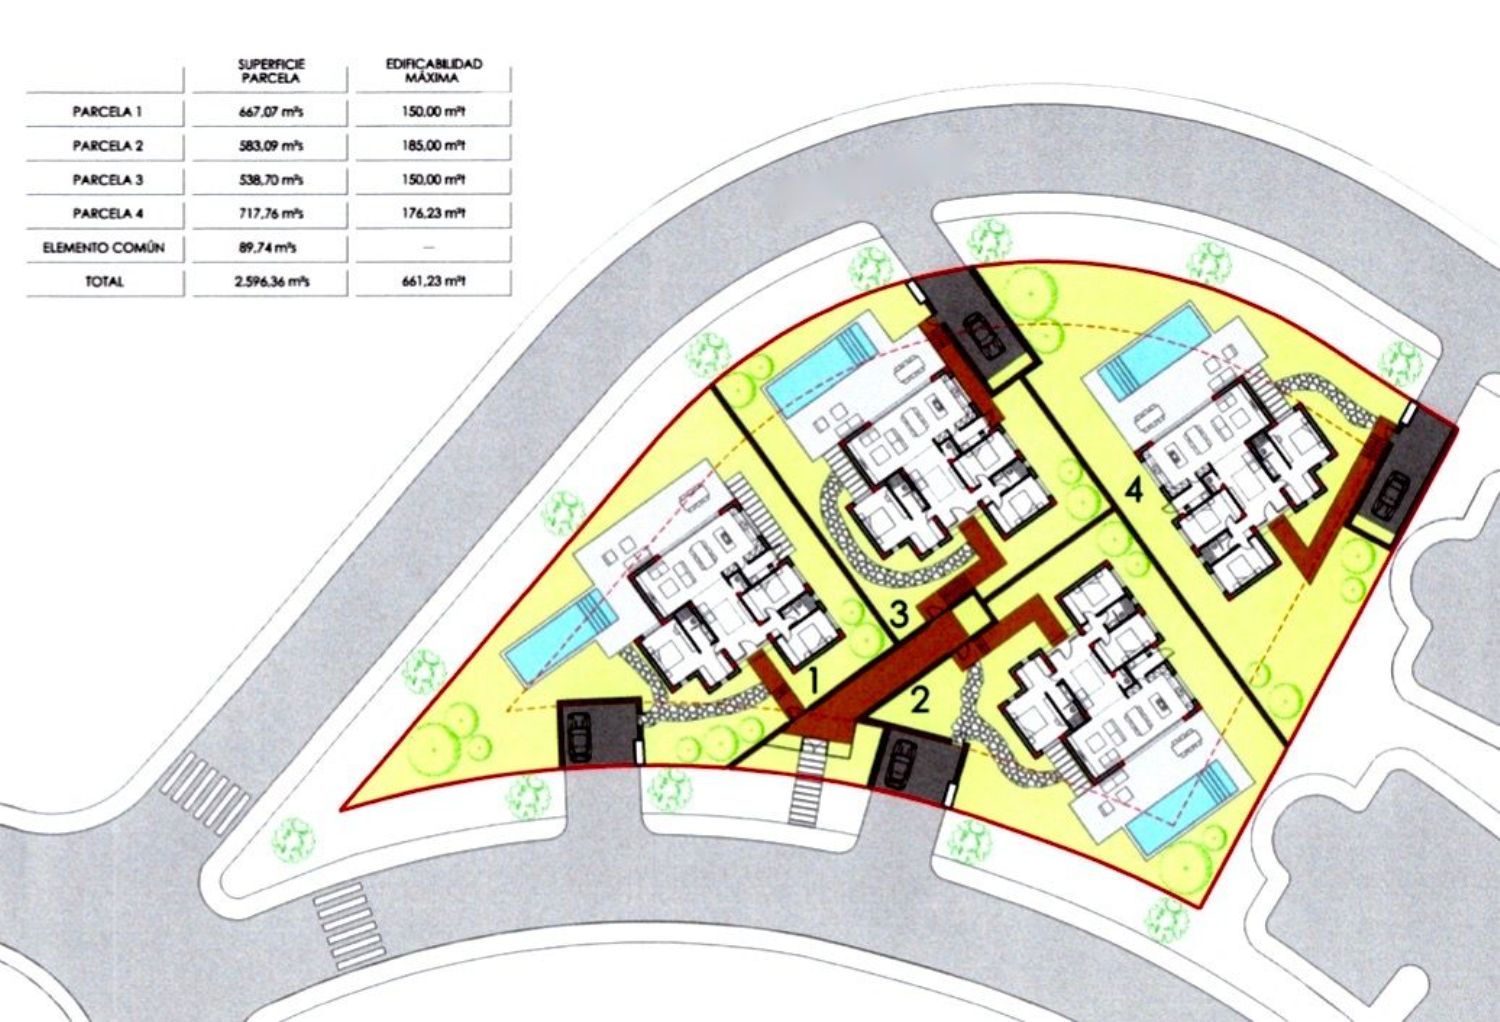 SUPERFICIE PARCELA EDIFICABILIDAD MÁXIMA
PARCELA 1 667,07 m²s 150,00 m²t
PARCELA 2 583,09 m²s 185,00 m²t
PARCELA 3 538,70 m²s 150,00 m²t
PARCELA 4 717,76 m²s 176,23 m²t
ELEMENTO COMÚN 89,74 m²s —
TOTAL 2.596,36 m²s 661,23 m²t
4
3
1
2